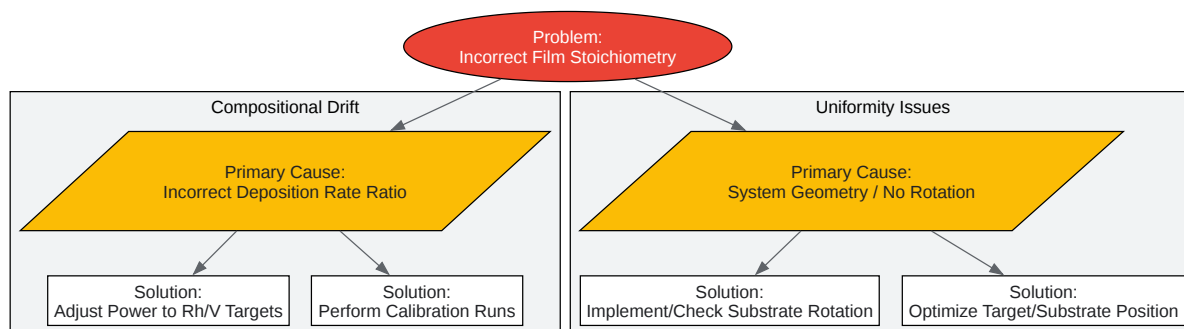 Problem:
Incorrect Film Stoichiometry
Compositional Drift
Uniformity Issues
Primary Cause:
Incorrect Deposition Rate Ratio
Primary Cause:
System Geometry / No Rotation
Solution:
Adjust Power to Rh/V Targets
Solution:
Perform Calibration Runs
Solution:
Implement/Check Substrate Rotation
Solution:
Optimize Target/Substrate Position